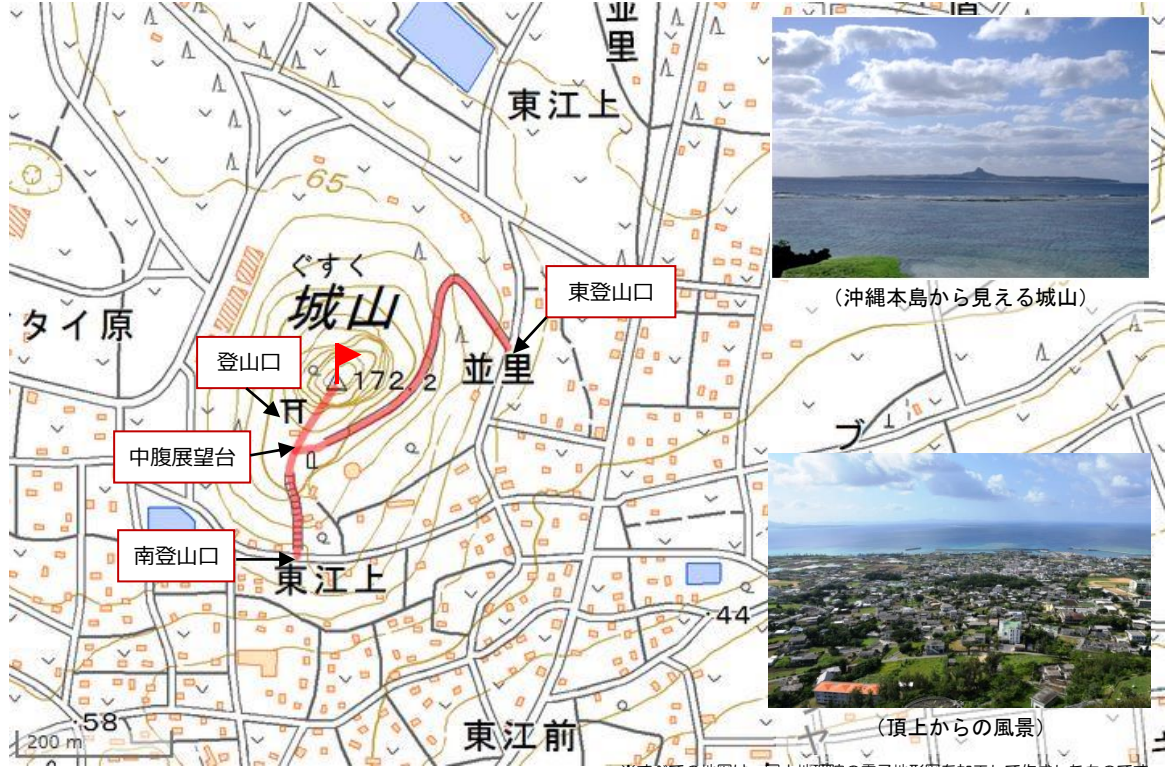 並里
原
東江上
65
ぐすく
城山
東登山口
(沖縄本島から見える城山)
タイ原
登山口
172.2
並里
中腹展望台
ブ
南登山口
東江上
44
58
200 m
東江前
(頂上からの風景)
ヤ